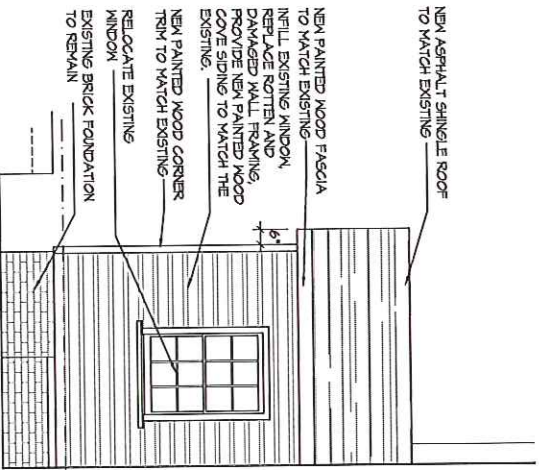 NEW ASPHALT SHINGLE ROOF
TO MATCH EXISTING
NEW PAINTED WOOD FASCIA
TO MATCH EXISTING
INFILL EXISTING WINDOW,
REPLACE ROTTEN AND
DAMAGED WALL FRAMING,
PROVIDE NEW PAINTED WOOD
COVE SIDING TO MATCH THE
EXISTING.
NEW PAINTED WOOD CORNER
TRIM TO MATCH EXISTING
RELOCATE EXISTING
WINDOW
EXISTING BRICK FOUNDATION
TO REMAIN
6"